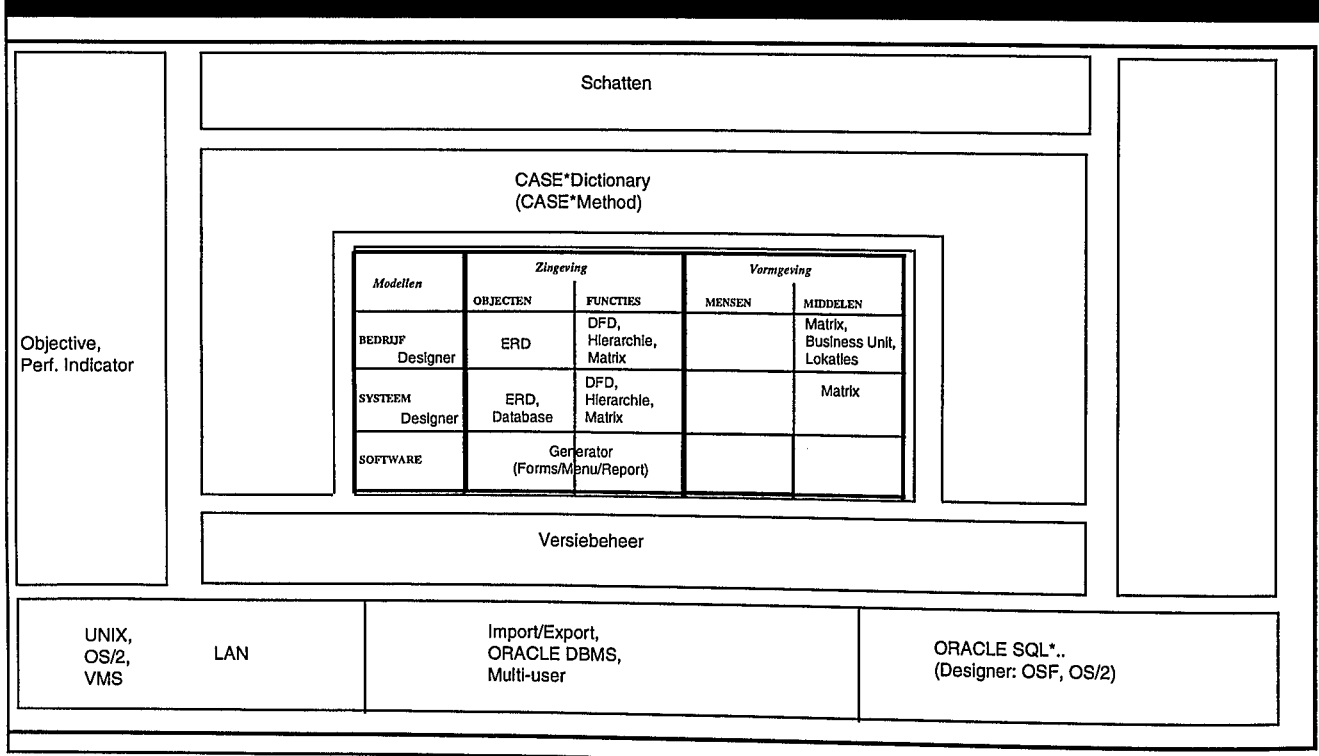 Schatten
CASE*Dictionary
(CASE*Method)
Objective,
Perf. Indicator
Modellen
Zingeving
Vormgeving
OBJECTEN
FUNCTIES
MENSEN
MIDDELEN
BEDRIJF
Designer
ERD
DFD,
Hierarchie,
Matrix
Matrix,
Business Unit,
Lokaties
SYSTEEM
Designer
ERD,
Database
DFD,
Hierarchie,
Matrix
Matrix
SOFTWARE
Generator
(Forms/Menu/Report)
Versiebeheer
UNIX,
OS/2,
VMS
LAN
Import/Export,
ORACLE DBMS,
Multi-user
ORACLE SQL*..
(Designer: OSF, OS/2)